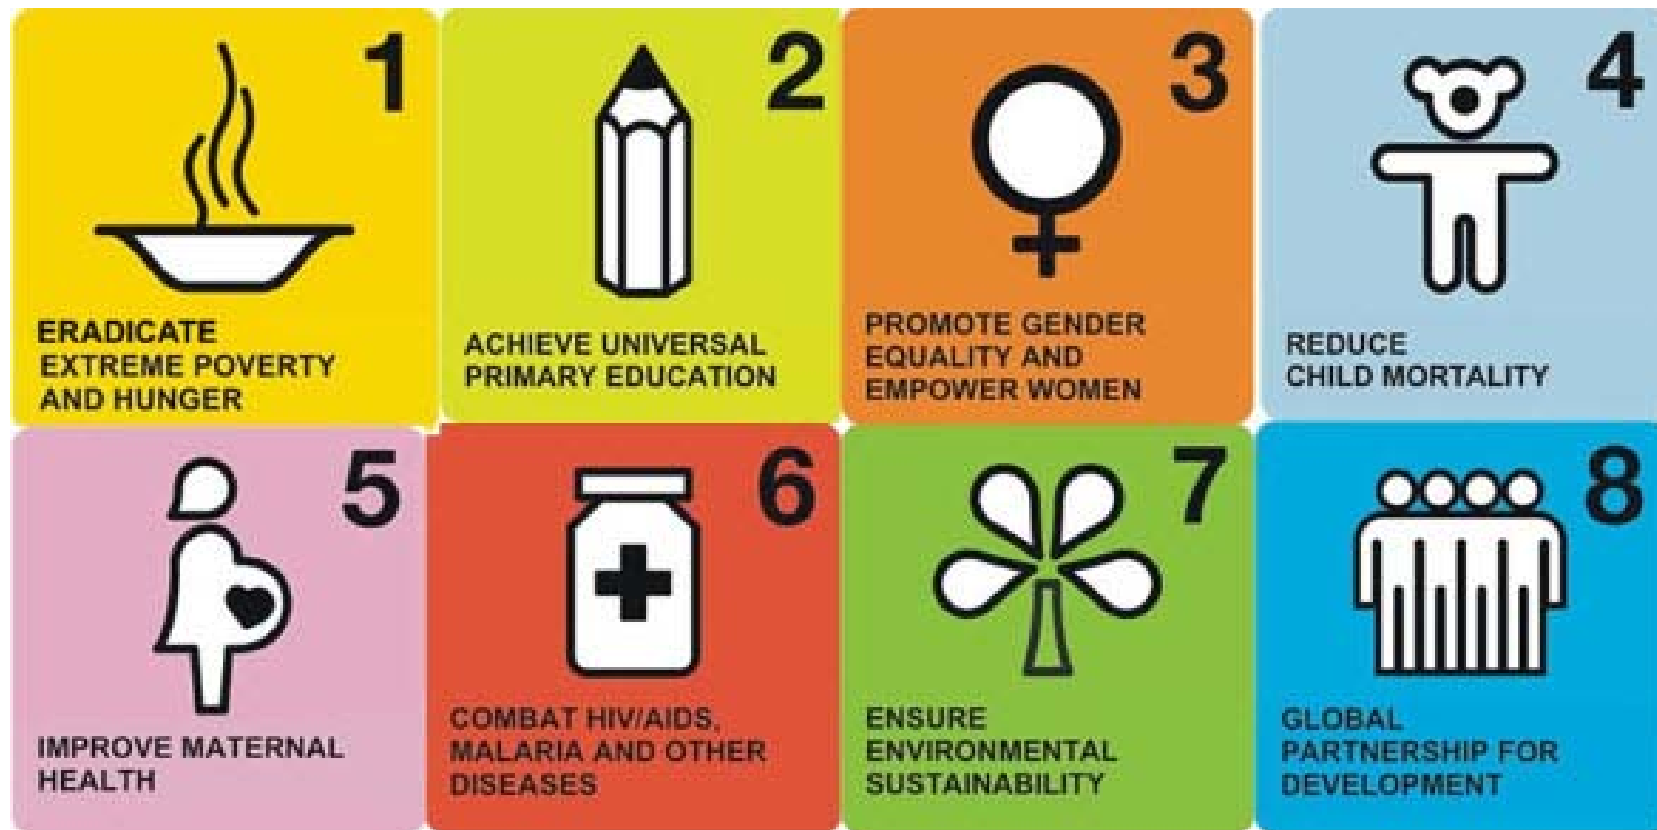 1
ERADICATE
EXTREME POVERTY
AND HUNGER
2
ACHIEVE UNIVERSAL
PRIMARY EDUCATION
3
PROMOTE GENDER
EQUALITY AND
EMPOWER WOMEN
4
REDUCE
CHILD MORTALITY
5
IMPROVE MATERNAL
HEALTH
6
COMBAT HIV/AIDS,
MALARIA AND OTHER
DISEASES
7
ENSURE
ENVIRONMENTAL
SUSTAINABILITY
8
GLOBAL
PARTNERSHIP FOR
DEVELOPMENT